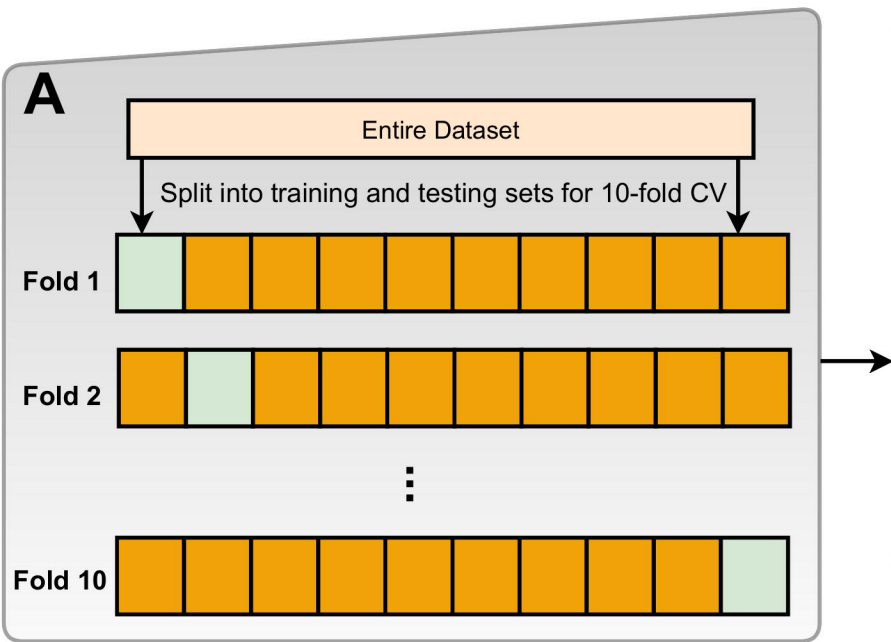 A
Entire Dataset
Split into training and testing sets for 10-fold CV
Fold 1
Fold 2
⋮
Fold 10